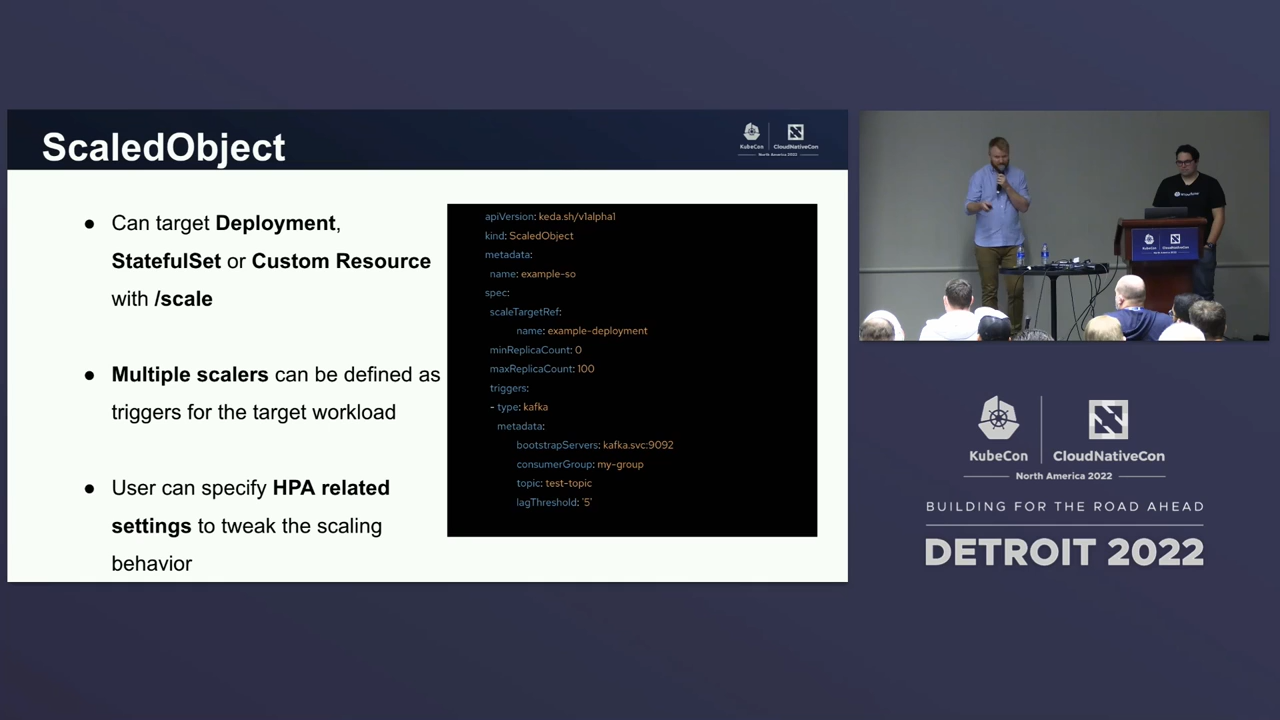 ScaledObject
KubeCon
CloudNativeCon
North America 2022
● Can target Deployment,
StatefulSet or Custom Resource
with /scale
● Multiple scalers can be defined as
triggers for the target workload
● User can specify HPA related
settings to tweak the scaling
behavior
apiVersion: keda.sh/v1alpha1
kind: ScaledObject
metadata:
name: example-so
spec:
scaleTargetRef:
name: example-deployment
minReplicaCount: 0
maxReplicaCount: 100
triggers:
- type: kafka
metadata:
bootstrapServers: kafka.svc:9092
consumerGroup: my-group
topic: test-topic
lagThreshold: '5'
KubeCon
CloudNativeCon
North America 2022
BUILDING FOR THE ROAD AHEAD
DETROIT 2022